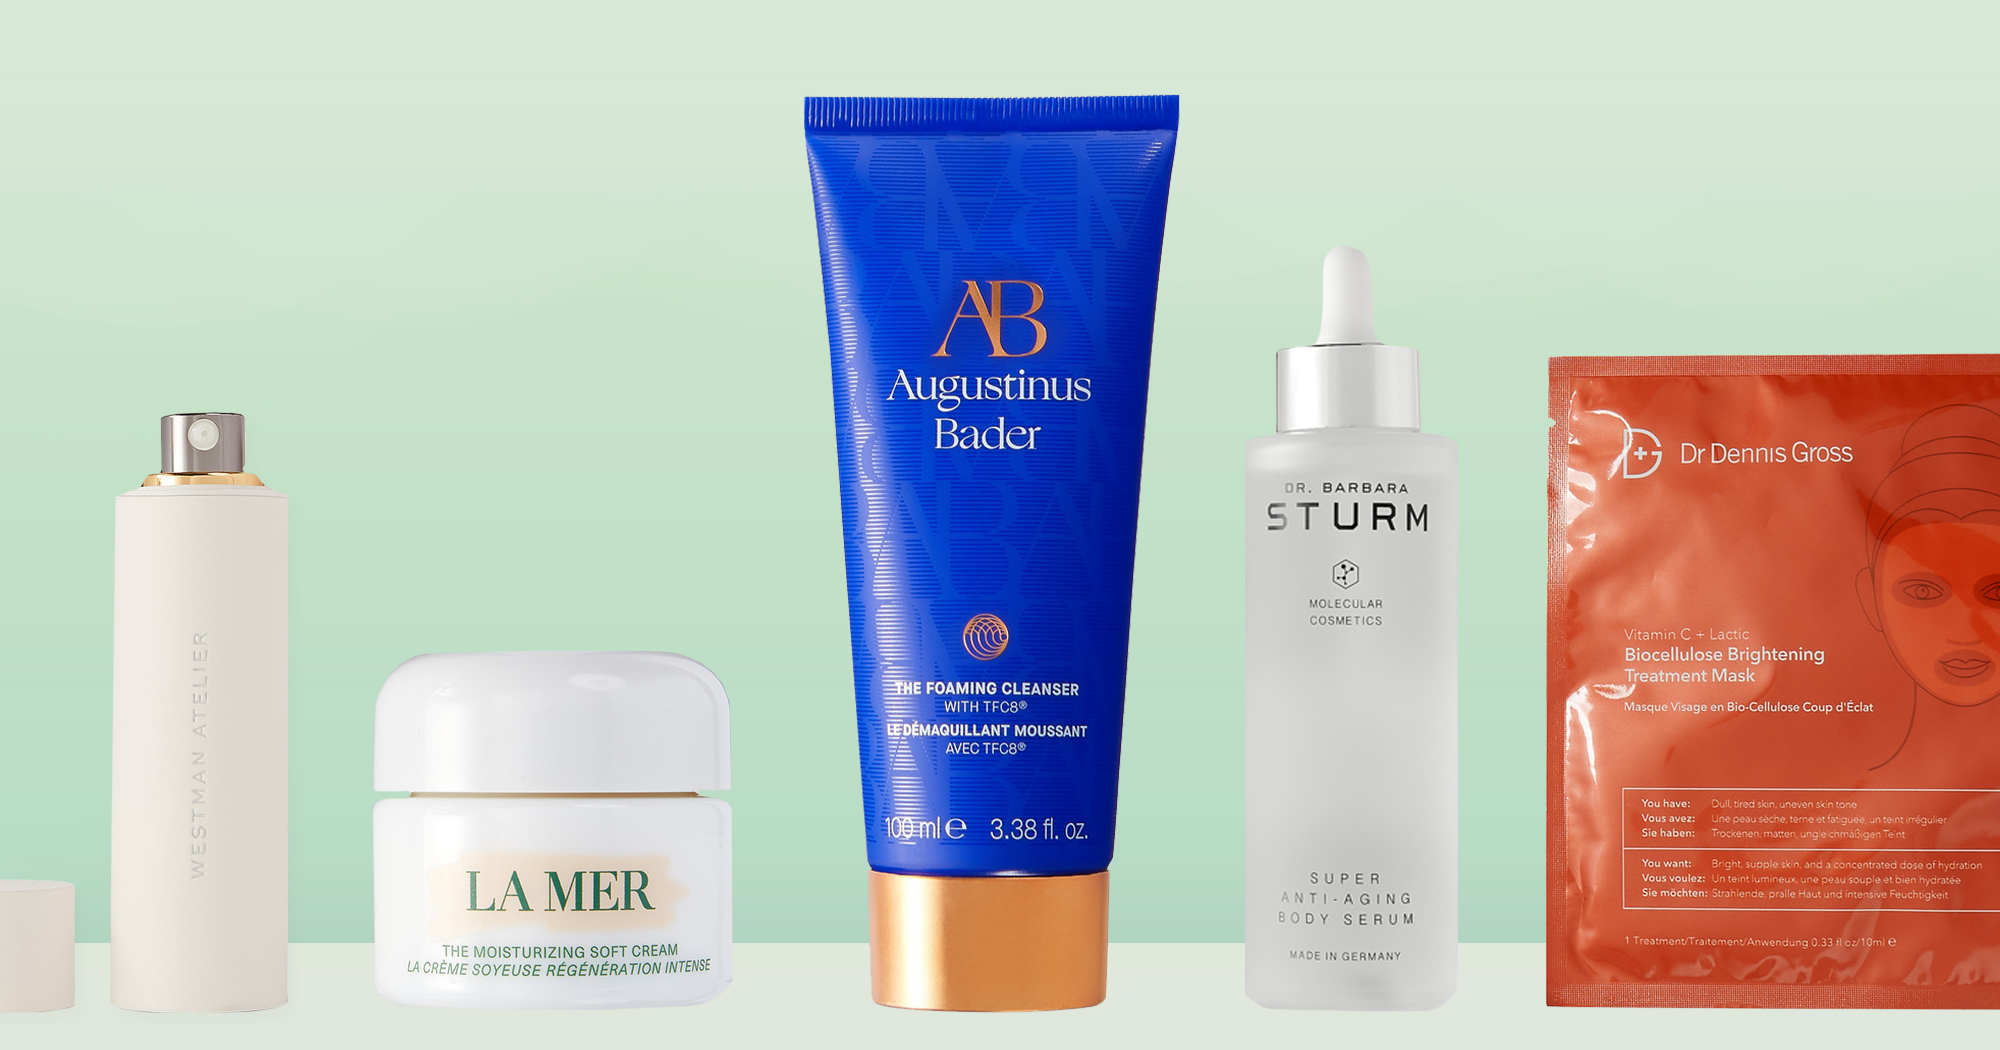 WESTMAN ATELIER
LA MER
THE MOISTURIZING SOFT CREAM
LA CRÈME SOYEUSE RÉGÉNÉRATION INTENSE
AB
Augustinus
Bader
THE FOAMING CLEANSER
WITH TFC8®
LE DÉMAQUILLANT MOUSSANT
AVEC TFC8®
100 ml e 3.38 fl. oz.
DR. BARBARA
STURM
MOLECULAR
COSMETICS
SUPER
ANTI-AGING
BODY SERUM
MADE IN GERMANY
Dr Dennis Gross
Vitamin C + Lactic
Biocellulose Brightening
Treatment Mask
Masque Visage en Bio-Cellulose Coup d'Éclat
You have: Dull, tired skin, uneven skin tone
Vous avez: Une peau sèche, terne et fatiguée, un teint irrégulier
Sie haben: Trockenen, matten, ungleichmäßigen Teint
You want: Bright, supple skin, and a concentrated dose of hydration
Vous voulez: Un teint lumineux, une peau souple et bien hydratée
Sie möchten: Strahlende, pralle Haut und intensive Feuchtigkeit
1 Treatment/Traitement/Anwendung 0.33 fl oz/10ml e